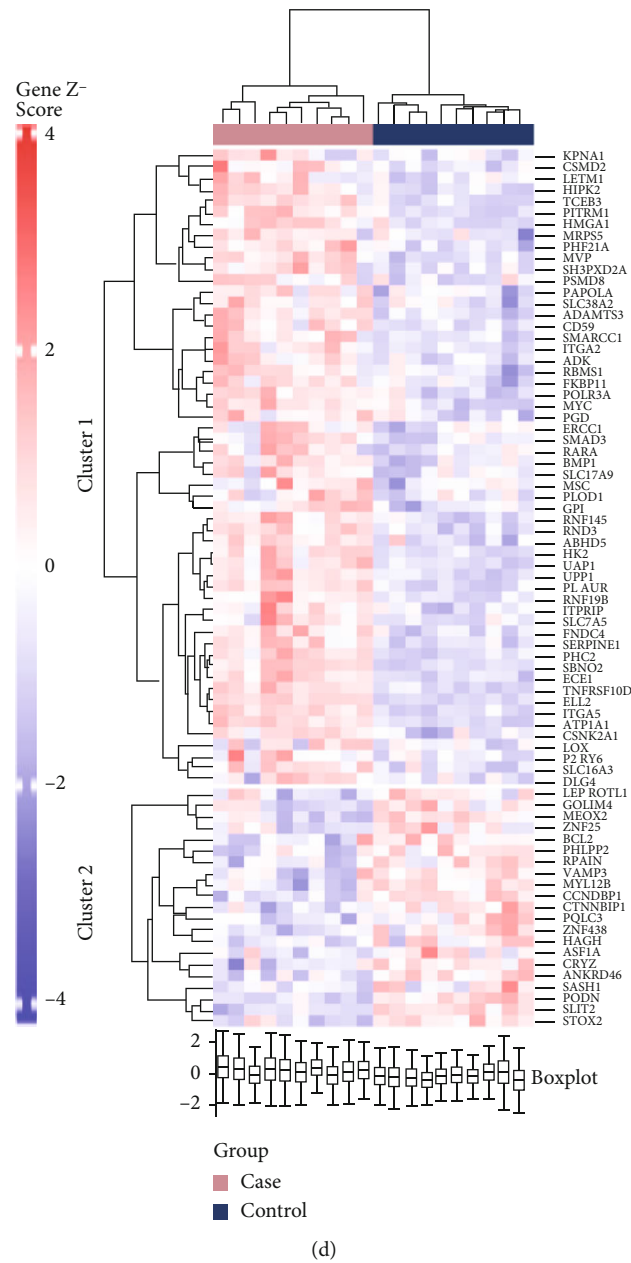 Gene Z-
Score
4
2
0
-2
-4
Cluster 1
Cluster 2
KPNA1
CSMD2
LETM1
HIPK2
TCEB3
PITRM1
HMGA1
MRPS5
PHF21A
MVP
SH3PXD2A
PSMD8
PAPOLA
SLC38A2
ADAMTS3
CD59
SMARCC1
ITGA2
ADK
RBMS1
FKBP11
POLR3A
MYC
PGD
ERCC1
SMAD3
RARA
BMP1
SLC17A9
MSC
PLOD1
GPI
RNF145
RND3
ABHD5
HK2
UAP1
UPP1
PL AUR
RNF19B
ITPRIP
SLC7A5
FNDC4
SERPINE1
PHC2
SBNO2
ECE1
TNFRSF10D
ELL2
ITGA5
ATP1A1
CSNK2A1
LOX
P2 RY6
SLC16A3
DLG4
LEP ROTL1
GOLIM4
MEOX2
ZNF25
BCL2
PHLPP2
RPAIN
VAMP3
MYL12B
CCNDBP1
CTNNBIP1
PQLC3
ZNF438
HAGH
ASF1A
CRYZ
ANKRD46
SASH1
PODN
SLIT2
STOX2
2
0
-2
Boxplot
Group
Case
Control
(d)